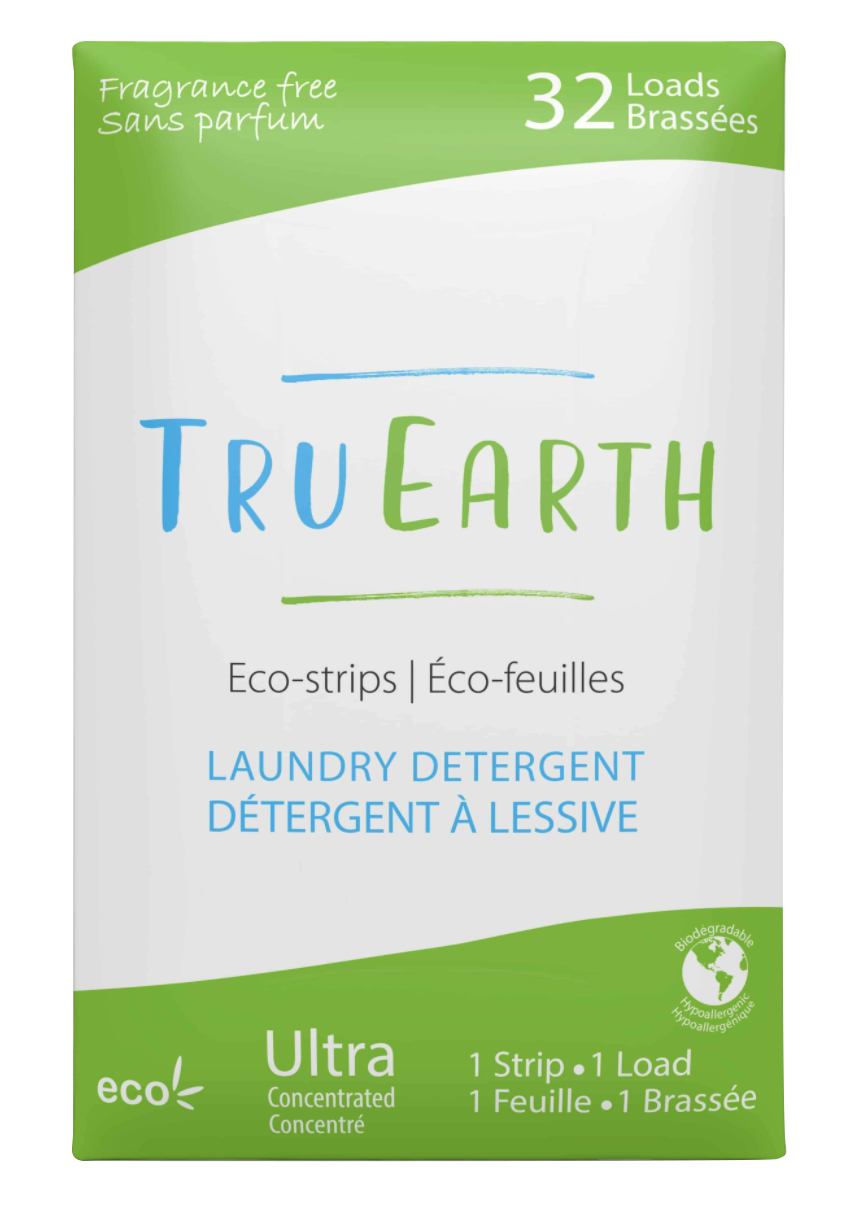 Fragrance free
sans parfum
32 Loads
Brassées
TRUEARTH
Eco-strips | Éco-feuilles
LAUNDRY DETERGENT
DÉTERGENT À LESSIVE
Biodégradable
Hypoallergenic
Hypoallergénique
eco
Ultra
Concentrated
Concentré
1 Strip • 1 Load
1 Feuille • 1 Brassée